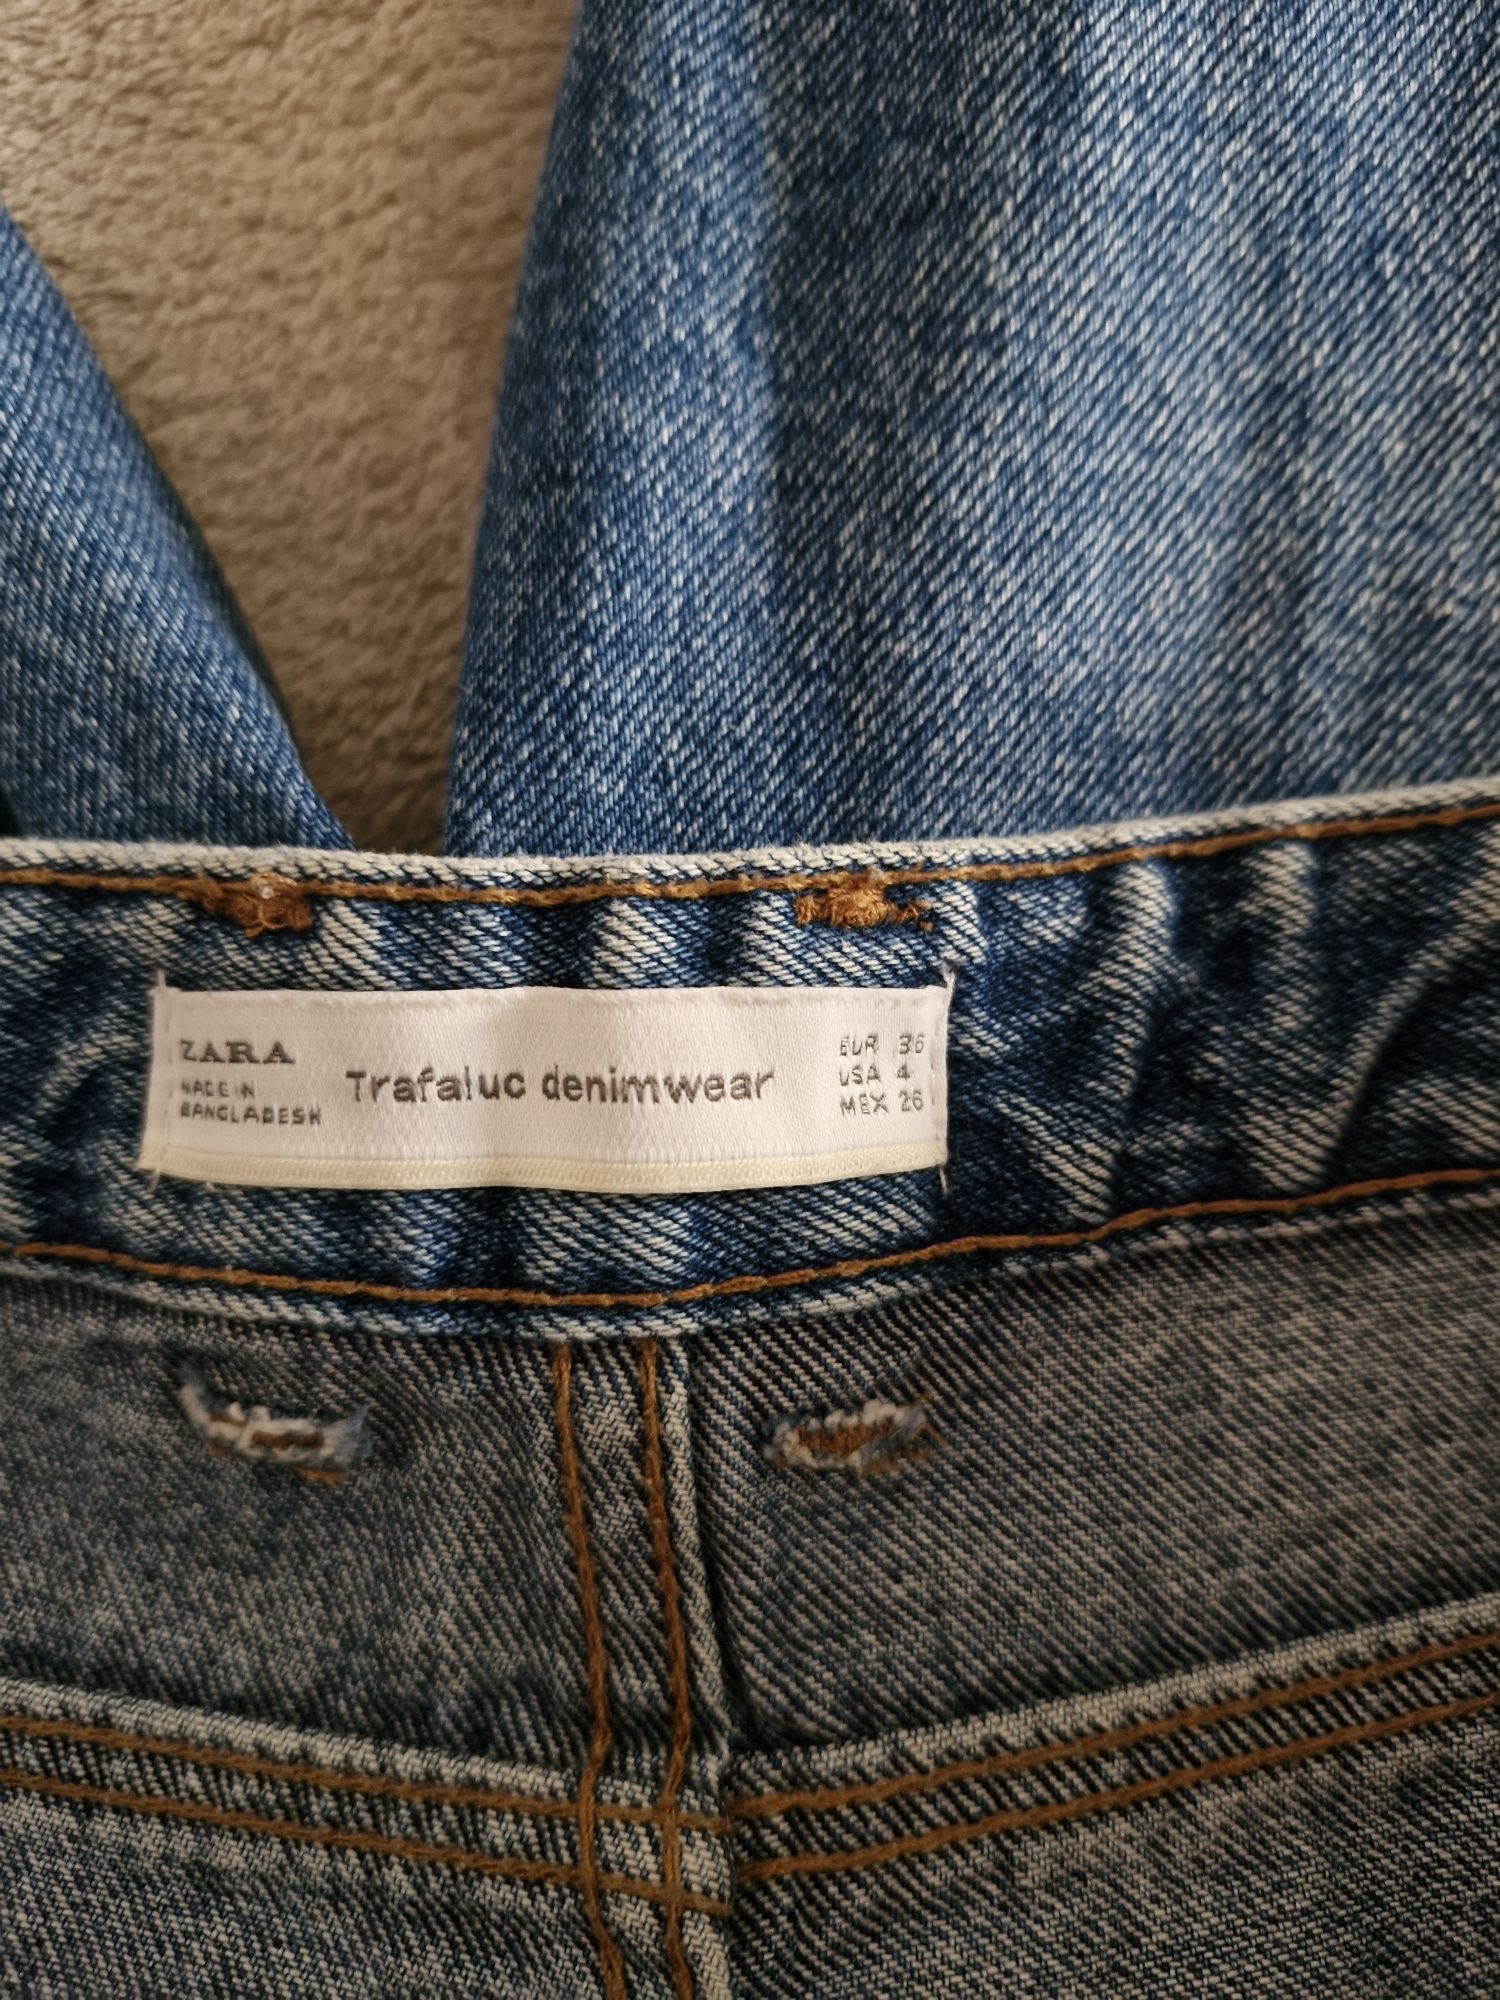 ZARA
MADE IN
BANGLADESH
Trafaluc denimwear
EUR 36
USA 4
MEX 26